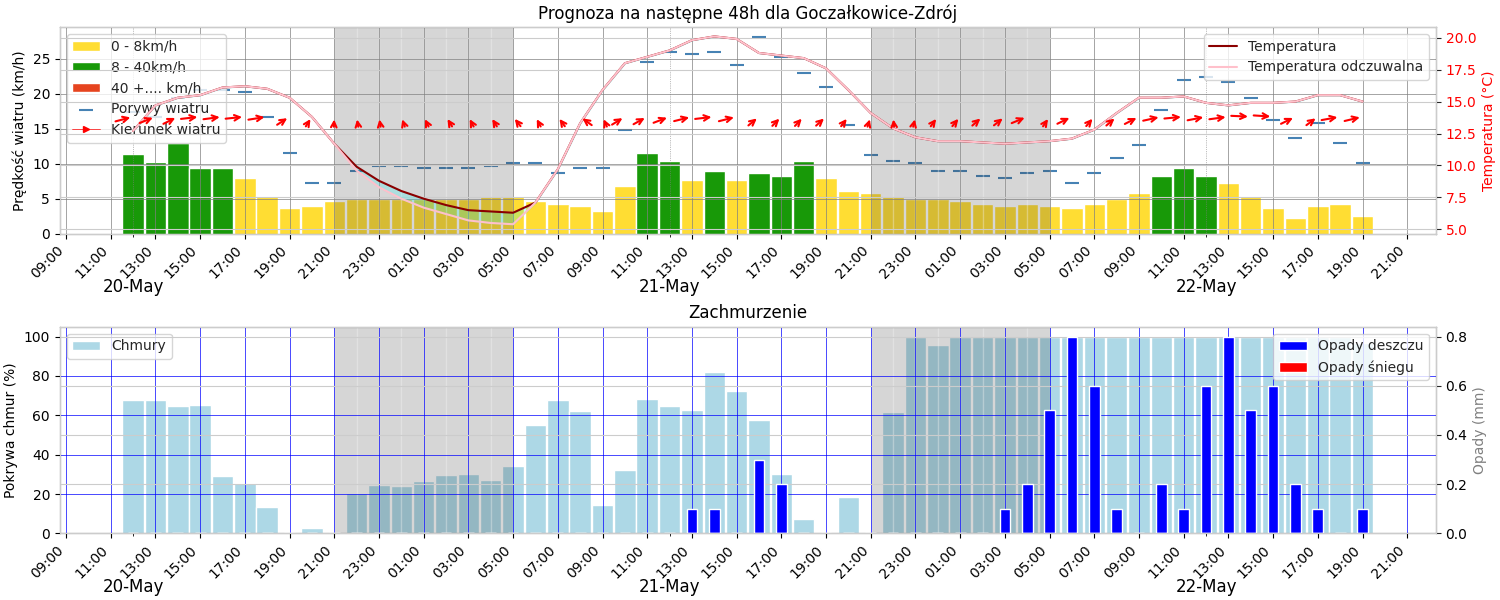 Prognoza na następne 48h dla Goczałkowice-Zdrój
Prędkość wiatru (km/h)
25
20
15
10
5
0
0 - 8km/h
8 - 40km/h
40 +.... km/h
Porywy wiatru
Kierunek wiatru
Temperatura
Temperatura odczuwalna
20.0
17.5
15.0
12.5
10.0
7.5
5.0
Temperatura (°C)
09:00 11:00 13:00 15:00 17:00 19:00 21:00 23:00 01:00 03:00 05:00 07:00 09:00 11:00 13:00 15:00 17:00 19:00 21:00 23:00 01:00 03:00 05:00 07:00 09:00 11:00 13:00 15:00 17:00 19:00 21:00
20-May 21-May 22-May
Zachmurzenie
Pokrywa chmur (%)
100
80
60
40
20
0
Chmury
Opady deszczu
Opady śniegu
0.8
0.6
0.4
0.2
0.0
Opady (mm)
09:00 11:00 13:00 15:00 17:00 19:00 21:00 23:00 01:00 03:00 05:00 07:00 09:00 11:00 13:00 15:00 17:00 19:00 21:00 23:00 01:00 03:00 05:00 07:00 09:00 11:00 13:00 15:00 17:00 19:00 21:00
20-May 21-May 22-May